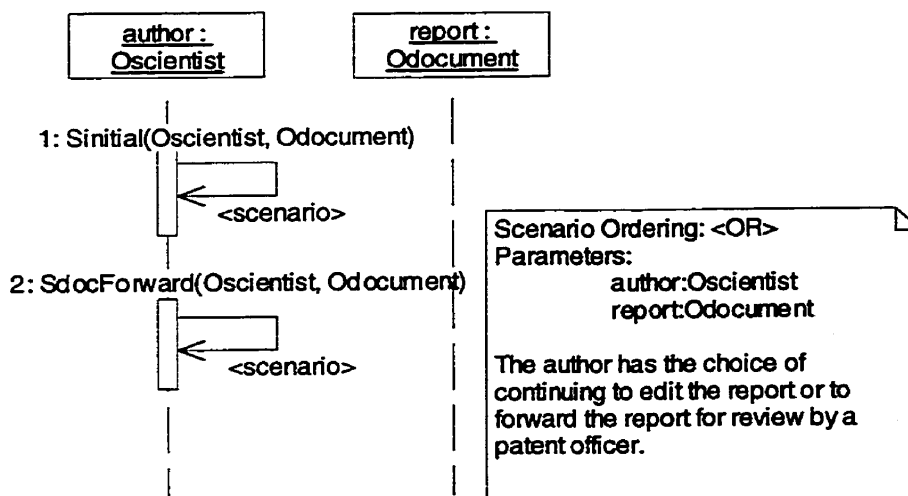 author :
Oscientist
report :
Odocument
1: Sinitial(Oscientist, Odocument)
<scenario>
2: SdocForward(Oscientist, Odocument)
<scenario>
Scenario Ordering: <OR>
Parameters:
author:Oscientist
report:Odocument
The author has the choice of
continuing to edit the report or to
forward the report for review by a
patent officer.